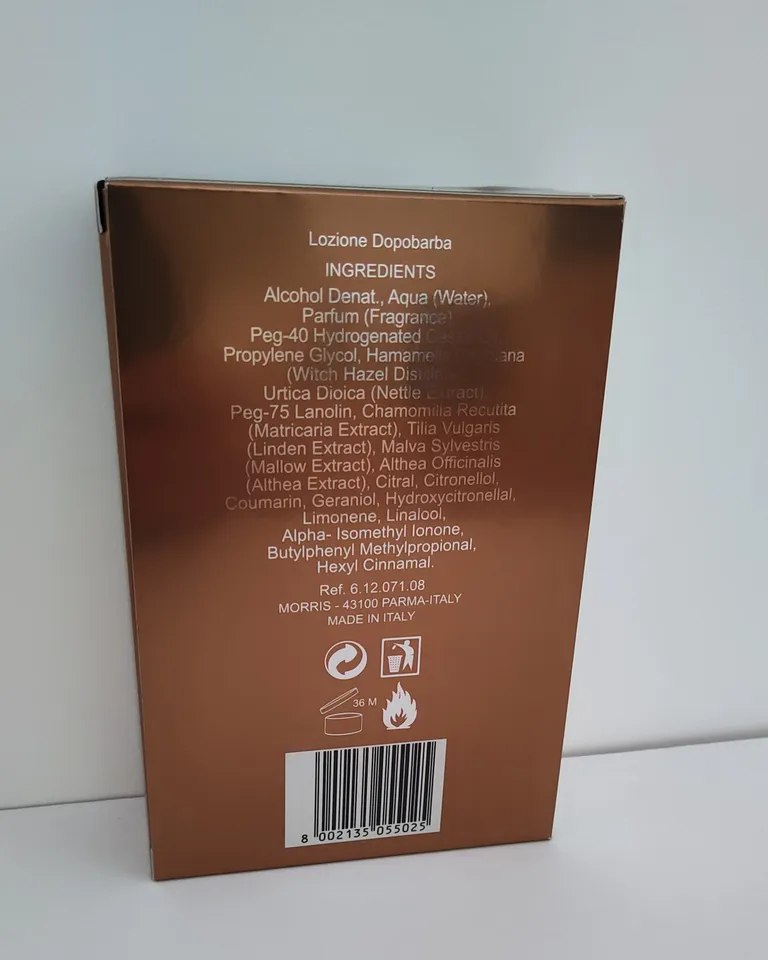 Lozione Dopobarba
INGREDIENTS
Alcohol Denat., Aqua (Water),
Parfum (Fragrance)
Peg-40 Hydrogenated
Propylene Glycol,
(Witch Hazel
Urtica Dioica (Nettle Extract),
Peg-75 Lanolin, Chamomilla Recutita
(Matricaria Extract), Tilia Vulgaris
(Linden Extract), Malva Sylvestris
(Mallow Extract), Althea Officinalis
(Althea Extract), Citral, Citronellol,
Coumarin, Geraniol, Hydroxycitronellal,
Limonene, Linalool,
Alpha- Isomethyl Ionone,
Butylphenyl Methylpropional,
Hexyl Cinnamal.
Ref. 6.12.071.08
MORRIS - 43100 PARMA-ITALY
MADE IN ITALY
36 M
8 002135 055025